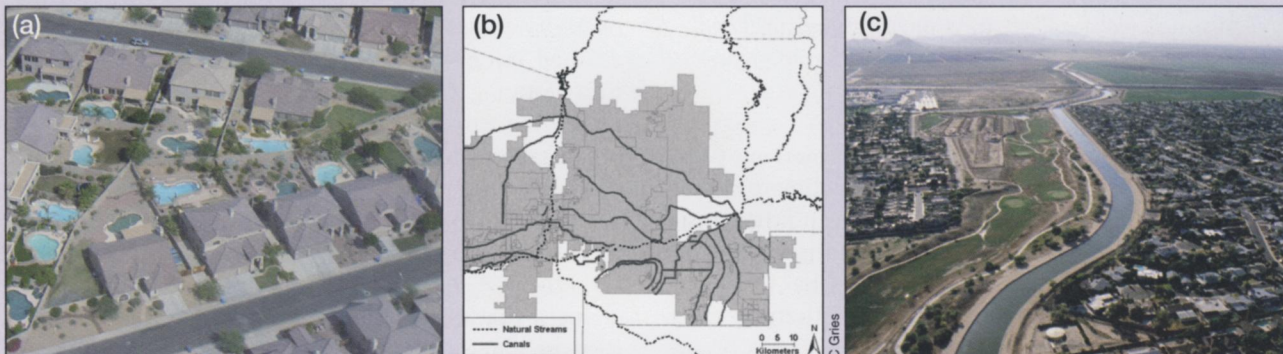 (a)
(b)
(c)
Natural Streams
Canals
0 5 10
Kilometers
N
C Gries